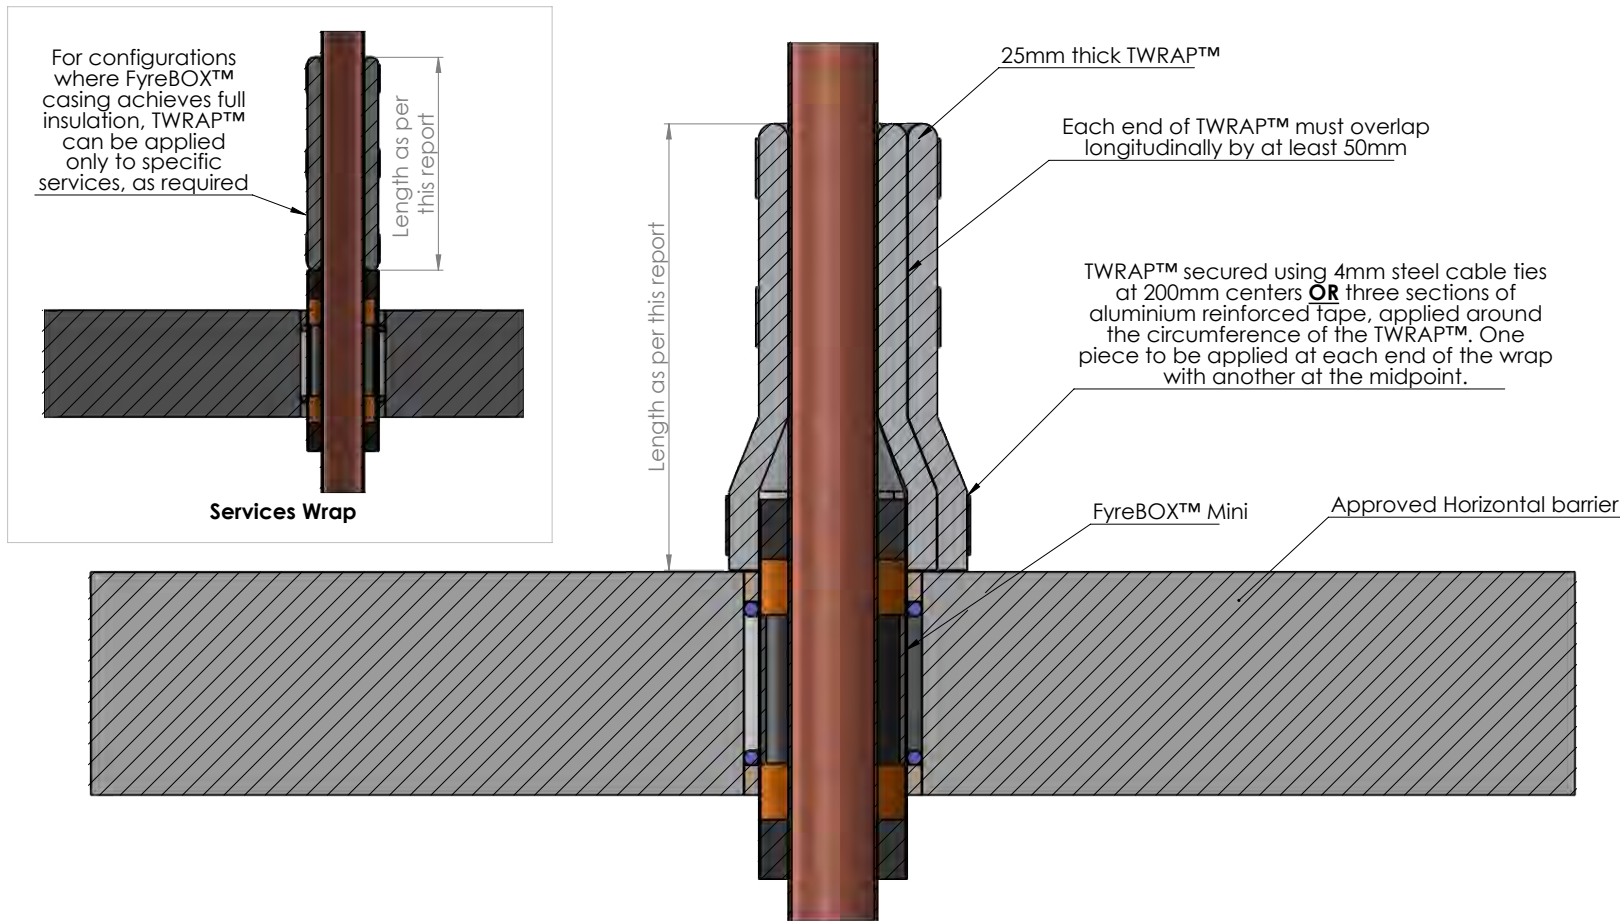 For configurations
where FyreBOX™
casing achieves full
insulation, TWRAP™
can be applied
only to specific
services, as required
Length as per
this report
Services Wrap
25mm thick TWRAP™
Each end of TWRAP™ must overlap
longitudinally by at least 50mm
Length as per this report
TWRAP™ secured using 4mm steel cable ties
at 200mm centers OR three sections of
aluminium reinforced tape, applied around
the circumference of the TWRAP™. One
piece to be applied at each end of the wrap
with another at the midpoint.
FyreBOX™ Mini
Approved Horizontal barrier